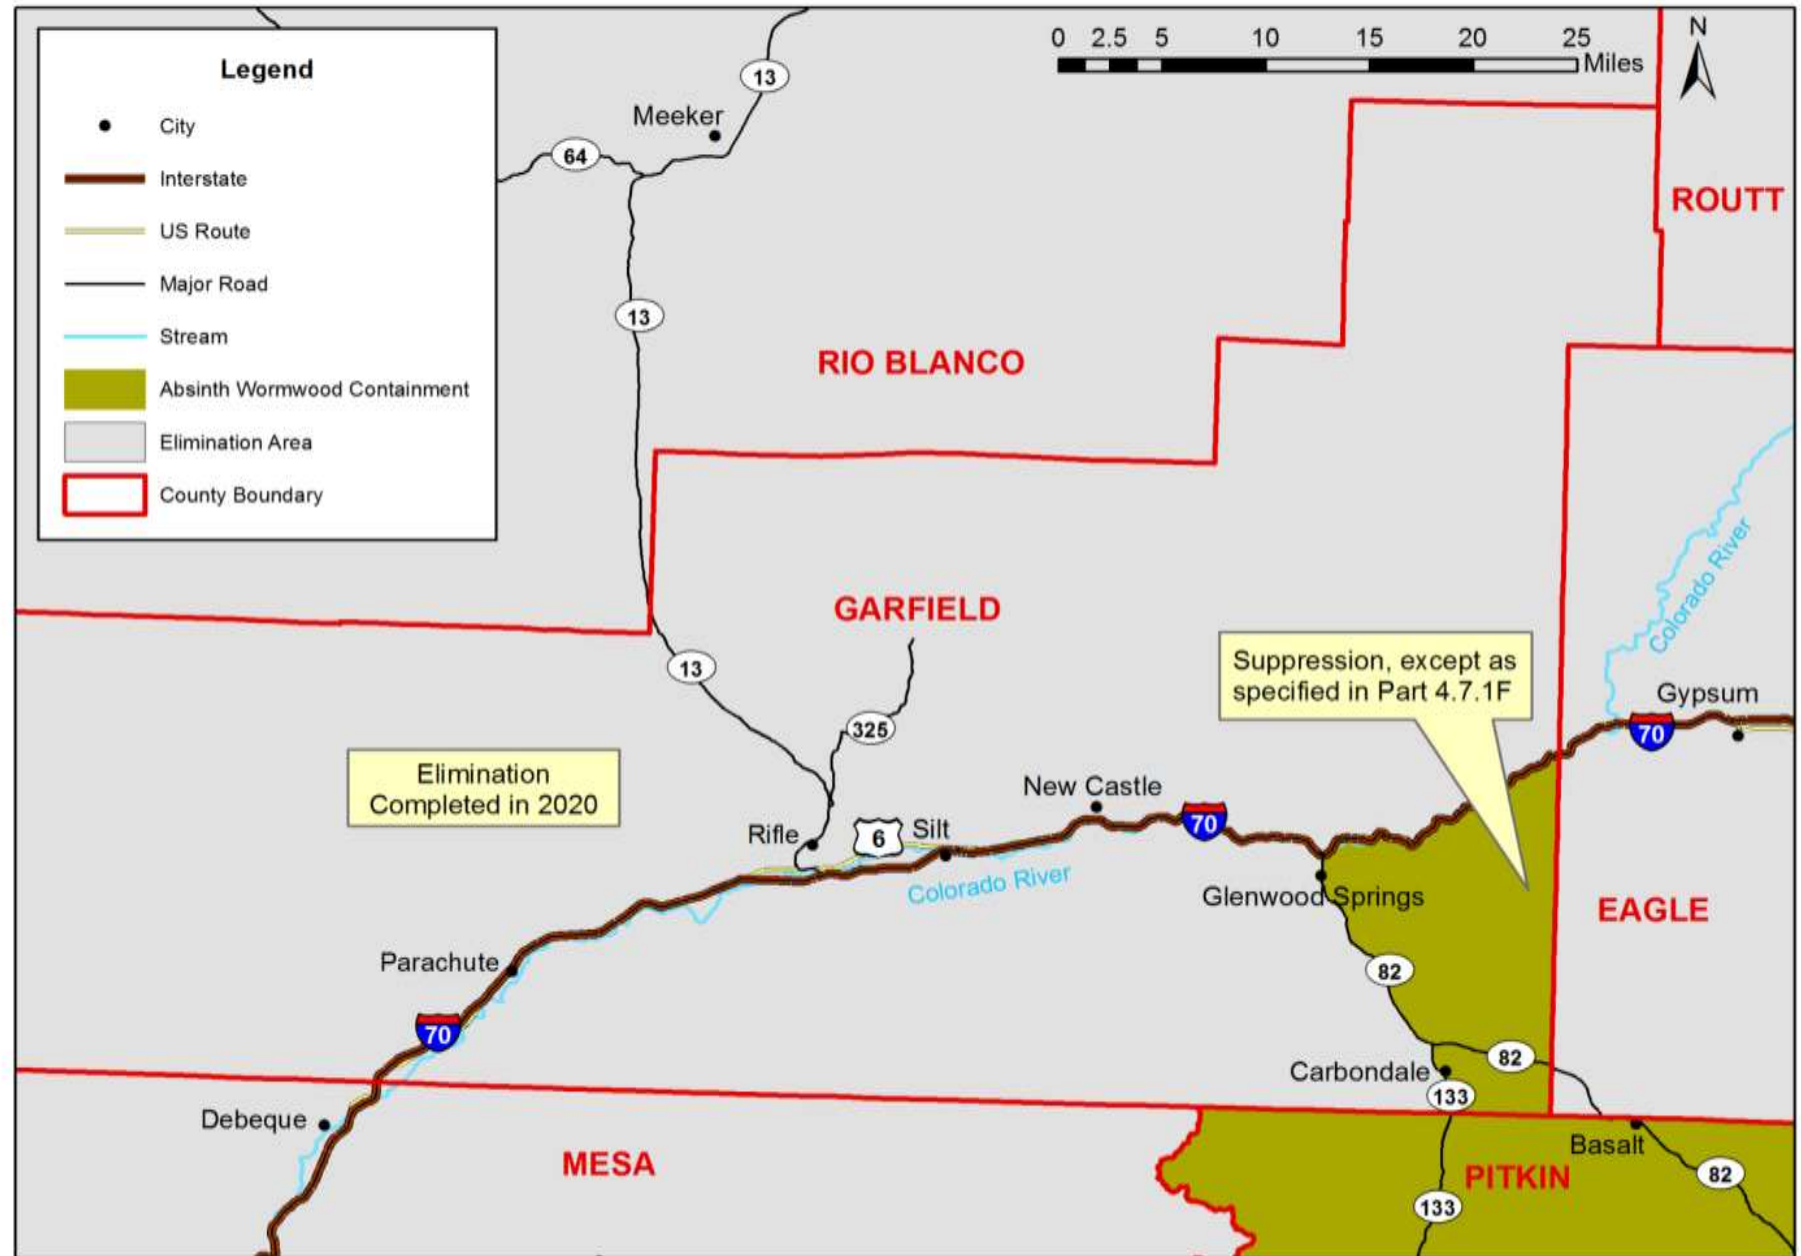 Legend
City
Interstate
US Route
Major Road
Stream
Absinth Wormwood Containment
Elimination Area
County Boundary
0 2.5 5 10 15 20 25
Miles
N
13
Meeker
64
ROUTT
13
RIO BLANCO
Colorado River
GARFIELD
13
Suppression, except as
specified in Part 4.7.1F
Gypsum
325
70
Elimination
Completed in 2020
New Castle
Rifle
6
Silt
70
Colorado River
Glenwood Springs
EAGLE
Parachute
82
70
82
Carbondale
133
Debeque
Basalt
MESA
PITKIN
82
133